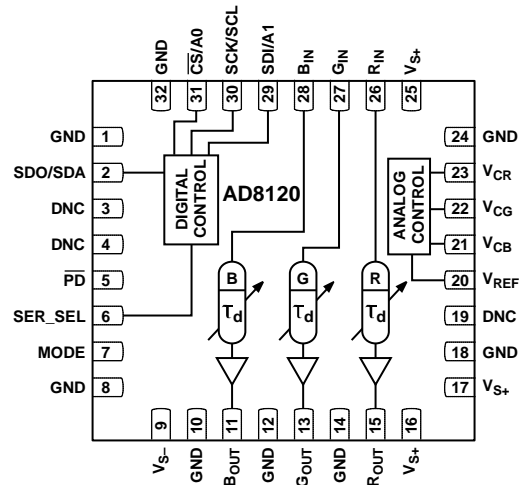 GND
CS/A0
SCK/SCL
SDI/A1
BIN
GIN
RIN
VS+
32
31
30
29
28
27
26
25
GND
1
SDO/SDA
2
DNC
3
DNC
4
PD
5
SER_SEL
6
MODE
7
GND
8
DIGITAL
CONTROL
AD8120
ANALOG
CONTROL
B
τd
G
τd
R
τd
24
GND
23
VCR
22
VCG
21
VCB
20
VREF
19
DNC
18
GND
17
VS+
9
10
11
12
13
14
15
16
VS–
GND
BOUT
GND
GOUT
GND
ROUT
VS+